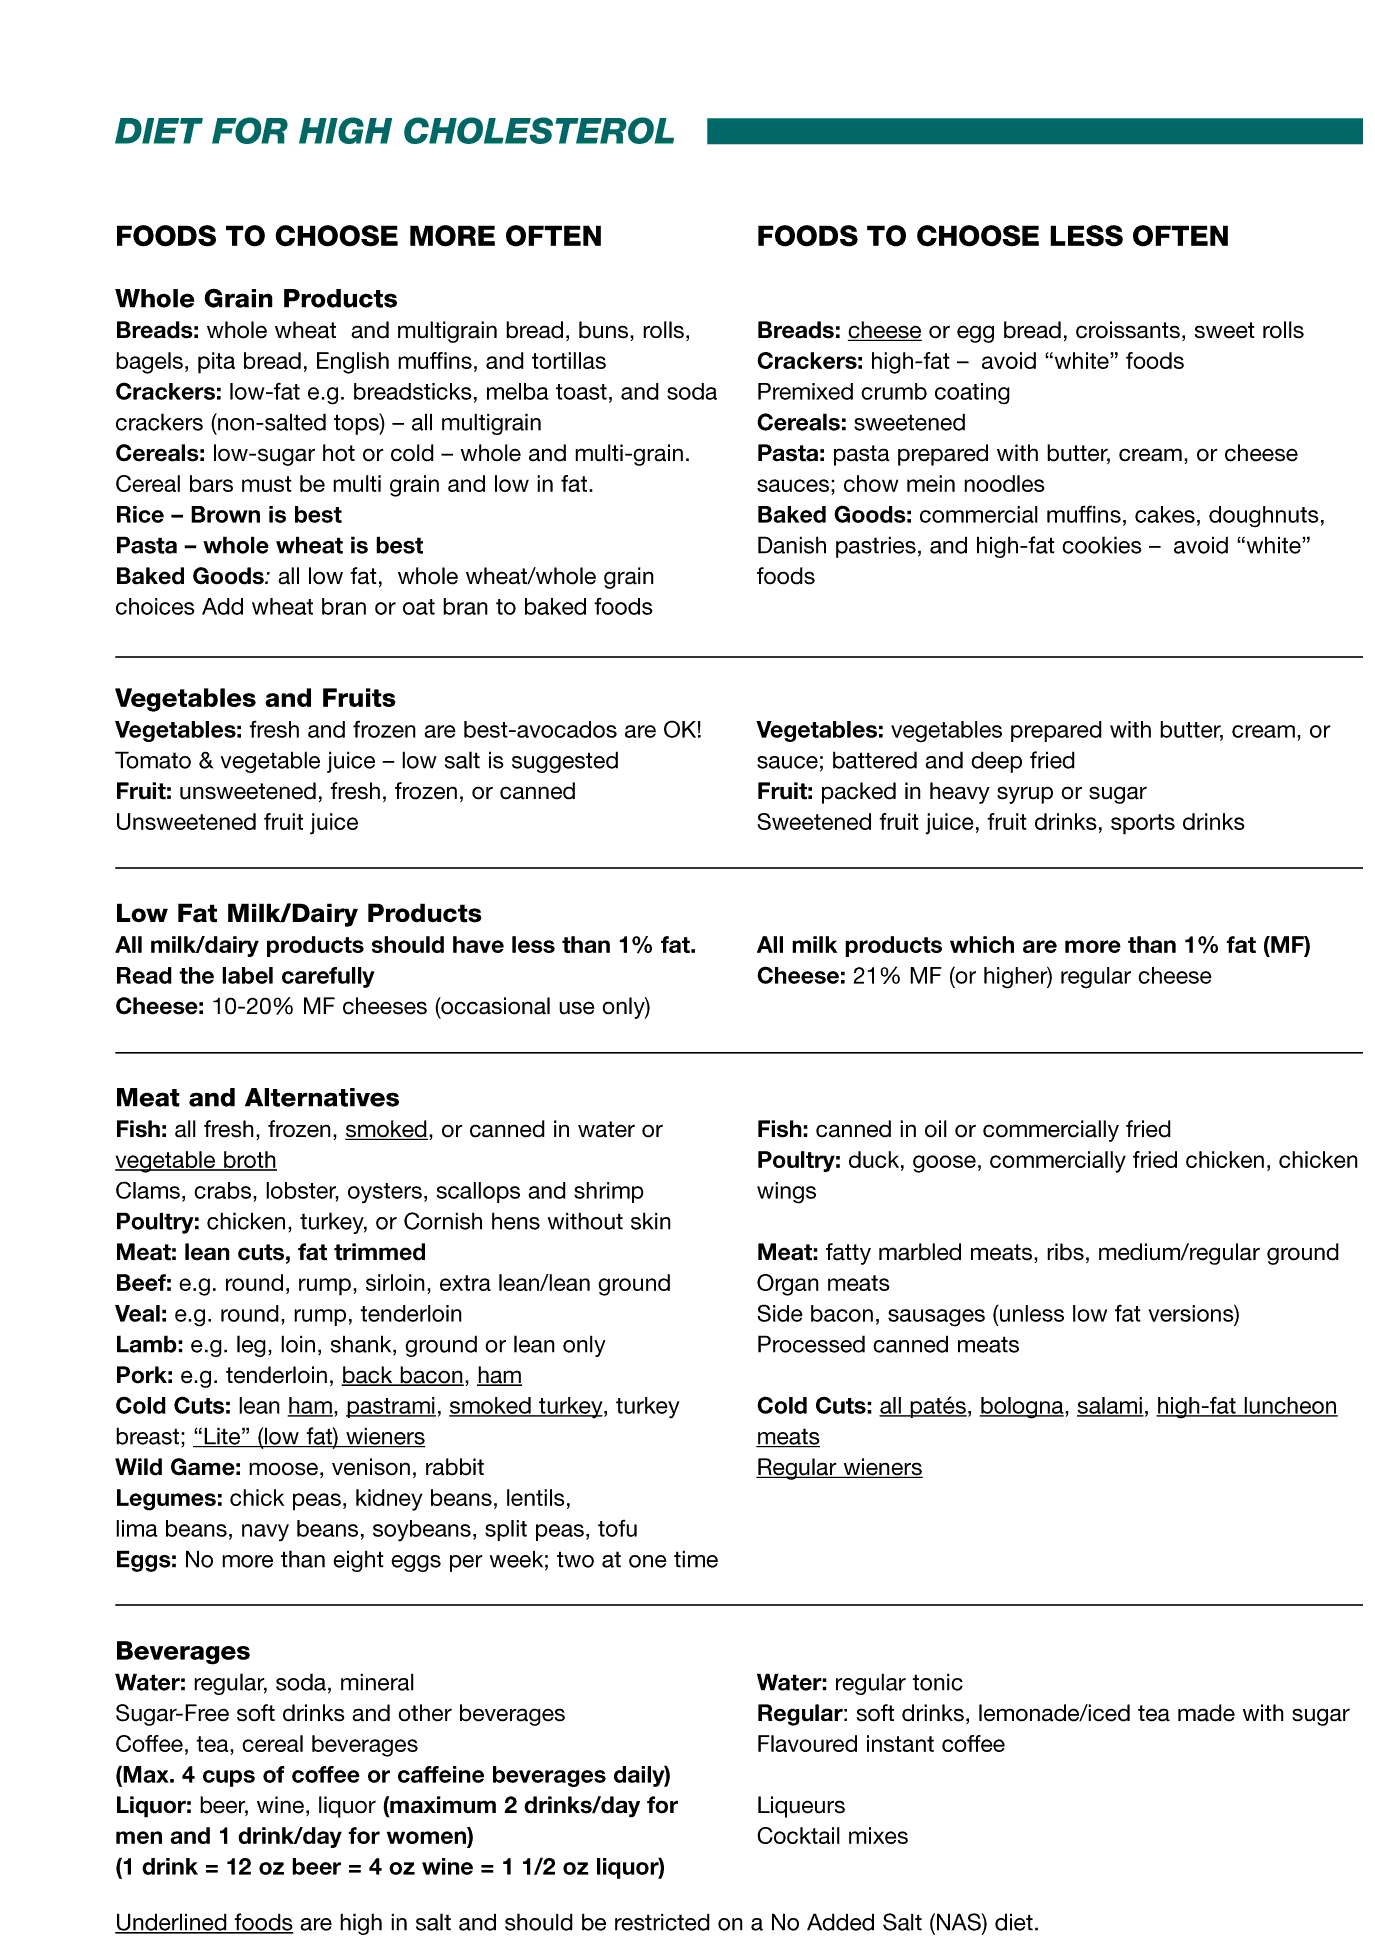 DIET FOR HIGH CHOLESTEROL
FOODS TO CHOOSE MORE OFTEN
FOODS TO CHOOSE LESS OFTEN
Whole Grain Products
Breads: whole wheat  and multigrain bread, buns, rolls,
bagels, pita bread, English muffins, and tortillas
Crackers: low-fat e.g. breadsticks, melba toast, and soda
crackers (non-salted tops) – all multigrain
Cereals: low-sugar hot or cold – whole and multi-grain.
Cereal bars must be multi grain and low in fat.
Rice – Brown is best
Pasta – whole wheat is best
Baked Goods: all low fat,  whole wheat/whole grain
choices Add wheat bran or oat bran to baked foods
Breads: cheese or egg bread, croissants, sweet rolls
Crackers: high-fat –  avoid “white” foods
Premixed crumb coating
Cereals: sweetened
Pasta: pasta prepared with butter, cream, or cheese
sauces; chow mein noodles
Baked Goods: commercial muffins, cakes, doughnuts,
Danish pastries, and high-fat cookies –  avoid “white”
foods
Vegetables and Fruits
Vegetables: fresh and frozen are best-avocados are OK!
Tomato & vegetable juice – low salt is suggested
Fruit: unsweetened, fresh, frozen, or canned
Unsweetened fruit juice
Vegetables: vegetables prepared with butter, cream, or
sauce; battered and deep fried
Fruit: packed in heavy syrup or sugar
Sweetened fruit juice, fruit drinks, sports drinks
Low Fat Milk/Dairy Products
All milk/dairy products should have less than 1% fat.
Read the label carefully
Cheese: 10-20% MF cheeses (occasional use only)
All milk products which are more than 1% fat (MF)
Cheese: 21% MF (or higher) regular cheese
Meat and Alternatives
Fish: all fresh, frozen, smoked, or canned in water or
vegetable broth
Clams, crabs, lobster, oysters, scallops and shrimp
Poultry: chicken, turkey, or Cornish hens without skin
Meat: lean cuts, fat trimmed
Beef: e.g. round, rump, sirloin, extra lean/lean ground
Veal: e.g. round, rump, tenderloin
Lamb: e.g. leg, loin, shank, ground or lean only
Pork: e.g. tenderloin, back bacon, ham
Cold Cuts: lean ham, pastrami, smoked turkey, turkey
breast; “Lite” (low fat) wieners
Wild Game: moose, venison, rabbit
Legumes: chick peas, kidney beans, lentils,
lima beans, navy beans, soybeans, split peas, tofu
Eggs: No more than eight eggs per week; two at one time
Fish: canned in oil or commercially fried
Poultry: duck, goose, commercially fried chicken, chicken
wings
Meat: fatty marbled meats, ribs, medium/regular ground
Organ meats
Side bacon, sausages (unless low fat versions)
Processed canned meats
Cold Cuts: all patés, bologna, salami, high-fat luncheon
meats
Regular wieners
Beverages
Water: regular, soda, mineral
Sugar-Free soft drinks and other beverages
Coffee, tea, cereal beverages
(Max. 4 cups of coffee or caffeine beverages daily)
Liquor: beer, wine, liquor (maximum 2 drinks/day for
men and 1 drink/day for women)
(1 drink = 12 oz beer = 4 oz wine = 1 1/2 oz liquor)
Water: regular tonic
Regular: soft drinks, lemonade/iced tea made with sugar
Flavoured instant coffee
Liqueurs
Cocktail mixes
Underlined foods are high in salt and should be restricted on a No Added Salt (NAS) diet.